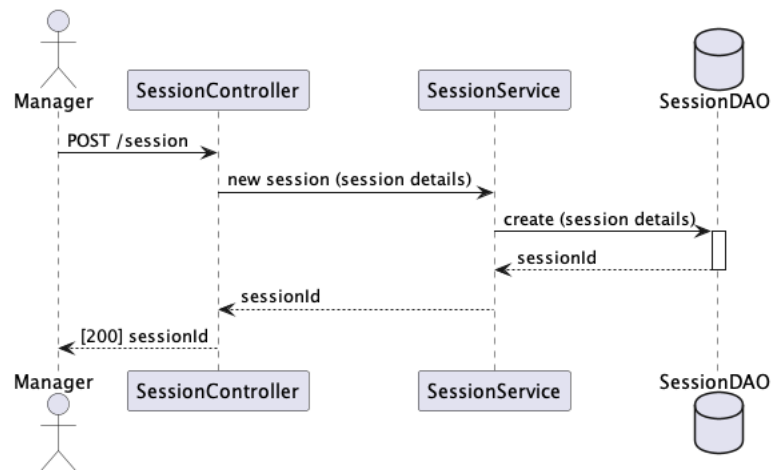 Manager
SessionController
SessionService
SessionDAO
POST /session
new session (session details)
create (session details)
sessionId
sessionId
[200] sessionId
Manager
SessionController
SessionService
SessionDAO